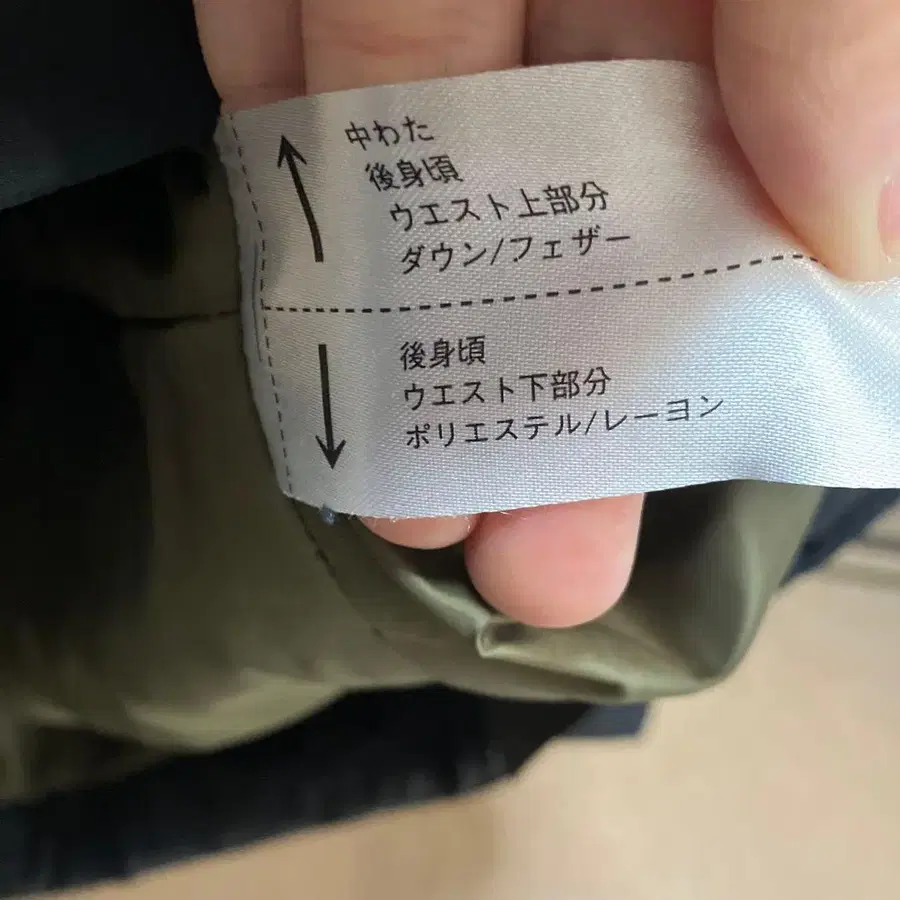 中わた
後身頃
ウエスト上部分
ダウン/フェザー
後身頃
ウエスト下部分
ポリエステル/レーヨン